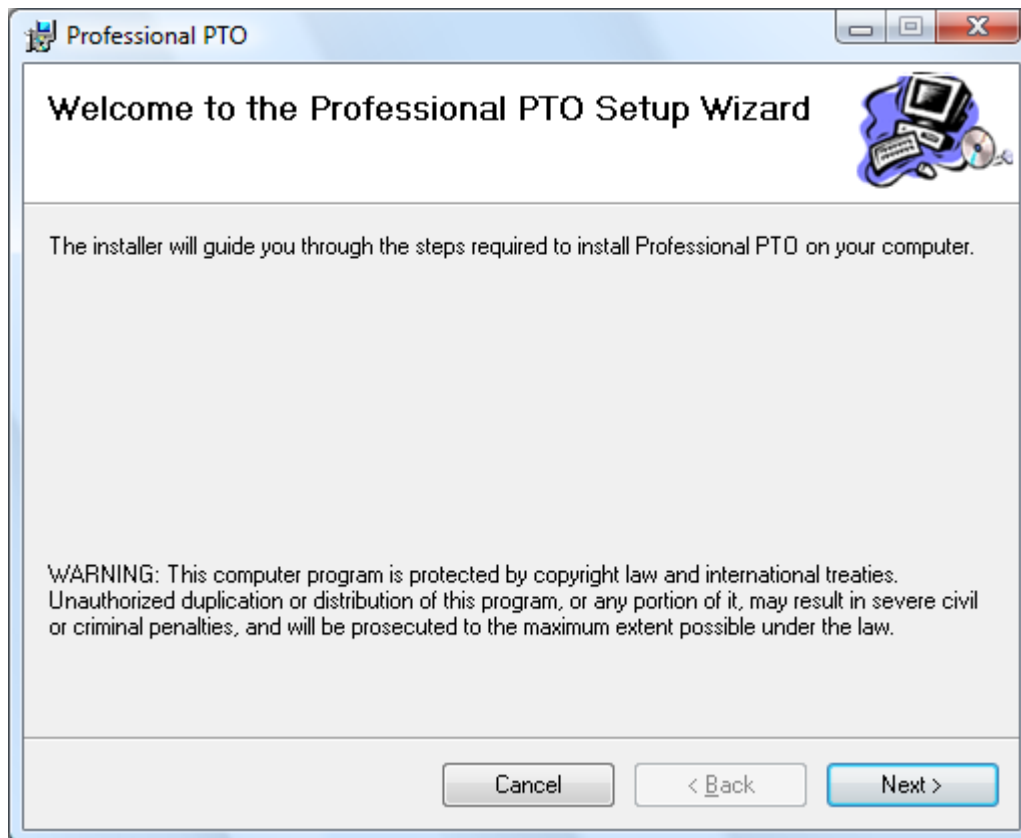 Professional PTO
Welcome to the Professional PTO Setup Wizard
The installer will guide you through the steps required to install Professional PTO on your computer.
WARNING: This computer program is protected by copyright law and international treaties.
Unauthorized duplication or distribution of this program, or any portion of it, may result in severe civil
or criminal penalties, and will be prosecuted to the maximum extent possible under the law.
Cancel
< Back
Next >